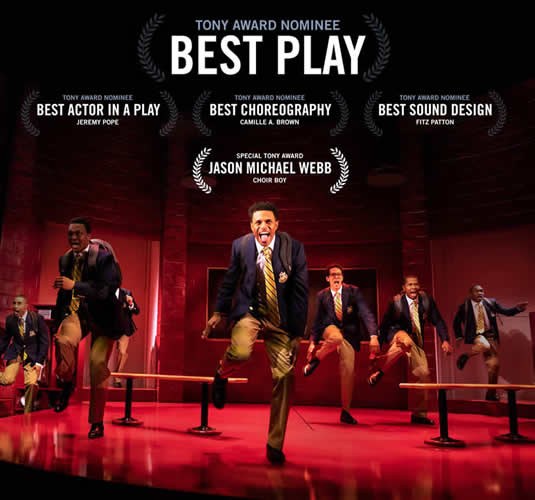 TONY AWARD NOMINEE
BEST PLAY
TONY AWARD NOMINEE
BEST ACTOR IN A PLAY
JEREMY POPE
TONY AWARD NOMINEE
BEST CHOREOGRAPHY
CAMILLE A. BROWN
TONY AWARD NOMINEE
BEST SOUND DESIGN
FITZ PATTON
SPECIAL TONY AWARD
JASON MICHAEL WEBB
CHOIR BOY